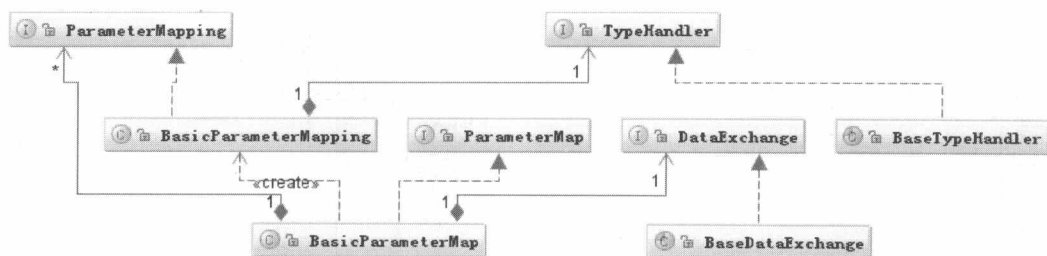 I ParameterMapping
I TypeHandler
*
1
1
C BasicParameterMapping
I ParameterMap
I DataExchange
C BaseTypeHandler
«create»
1
1
1
C BasicParameterMap
C BaseDataExchange